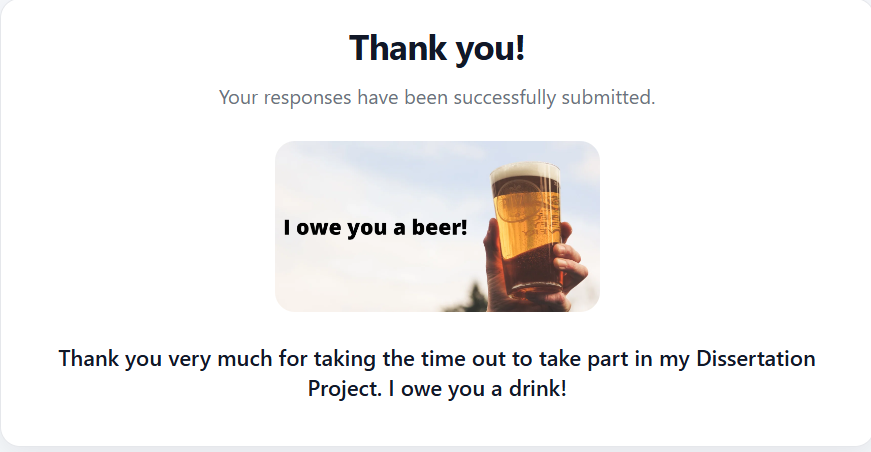 Thank you!
Your responses have been successfully submitted.
I owe you a beer!
Thank you very much for taking the time out to take part in my Dissertation
Project. I owe you a drink!